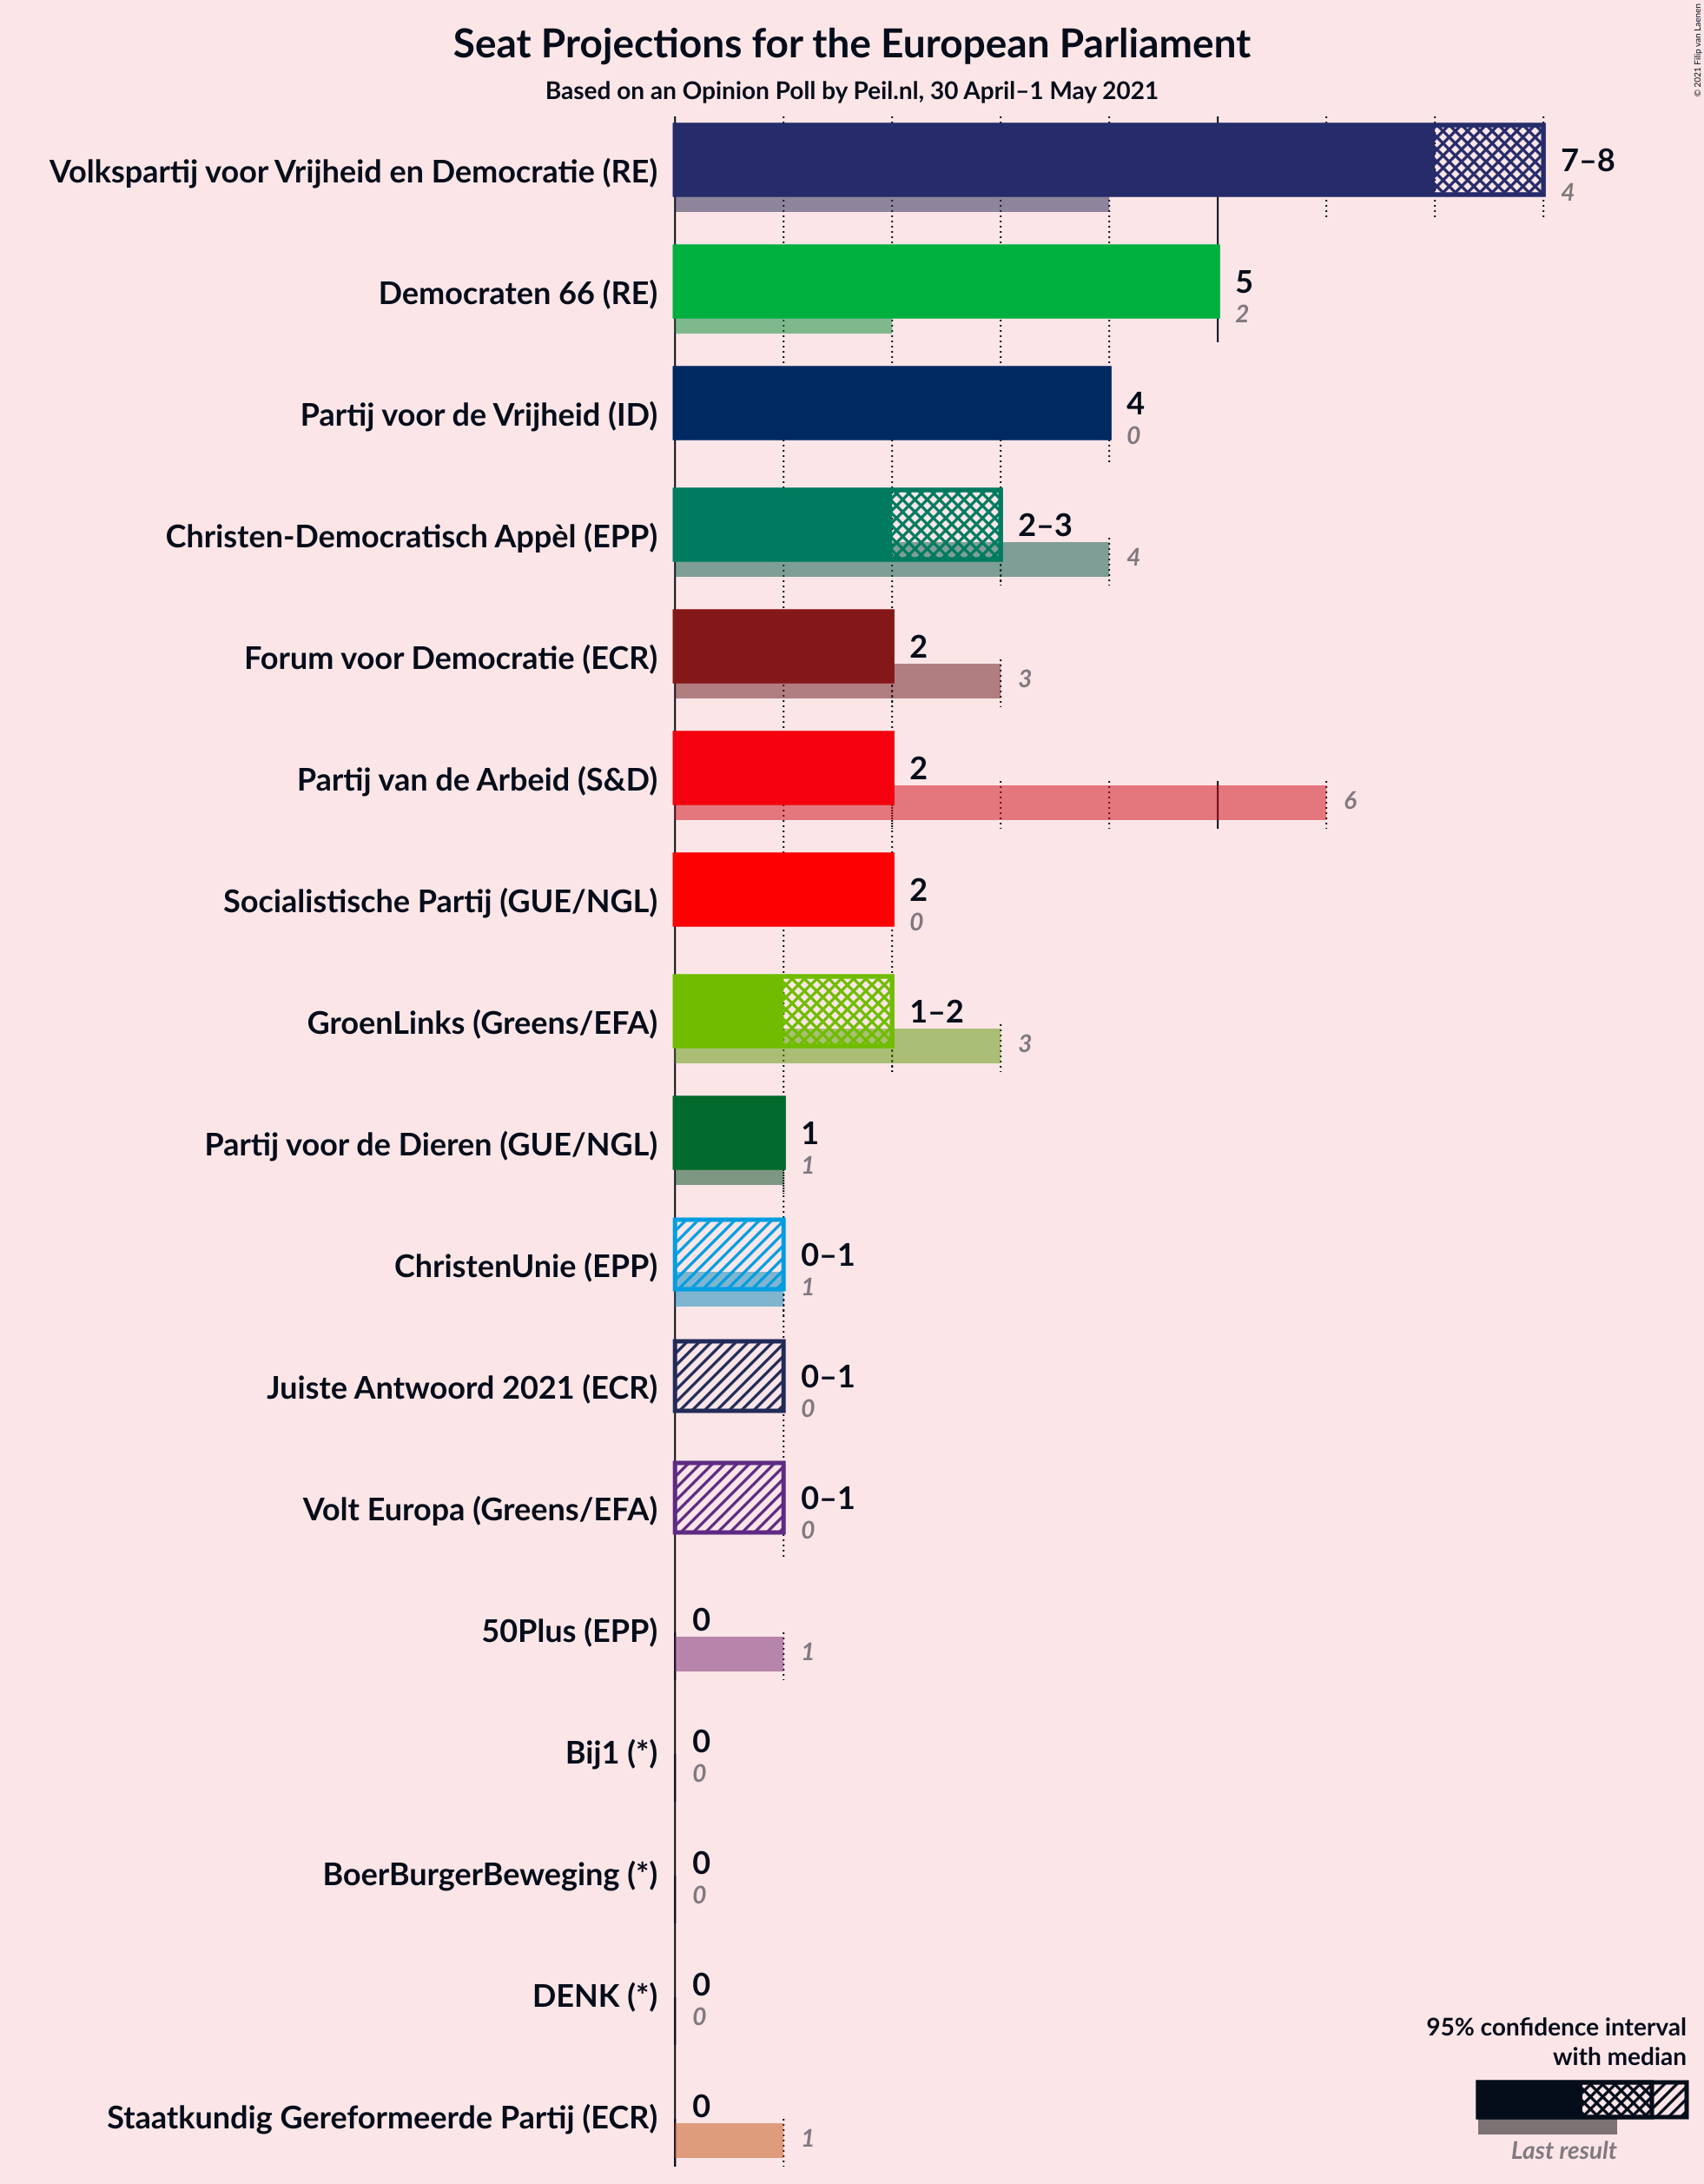 Seat Projections for the European Parliament
Based on an Opinion Poll by Peil.nl, 30 April–1 May 2021
© 2021 Filip van Laenen
Volkspartij voor Vrijheid en Democratie (RE)
7–8
4
Democraten 66 (RE)
5
2
Partij voor de Vrijheid (ID)
4
0
Christen-Democratisch Appèl (EPP)
2–3
4
Forum voor Democratie (ECR)
2
3
Partij van de Arbeid (S&D)
2
6
Socialistische Partij (GUE/NGL)
2
0
GroenLinks (Greens/EFA)
1–2
3
Partij voor de Dieren (GUE/NGL)
1
1
ChristenUnie (EPP)
0–1
1
Juiste Antwoord 2021 (ECR)
0–1
0
Volt Europa (Greens/EFA)
0–1
0
50Plus (EPP)
0
1
Bij1 (*)
0
0
BoerBurgerBeweging (*)
0
0
DENK (*)
0
0
Staatkundig Gereformeerde Partij (ECR)
0
1
95% confidence interval
with median
Last result